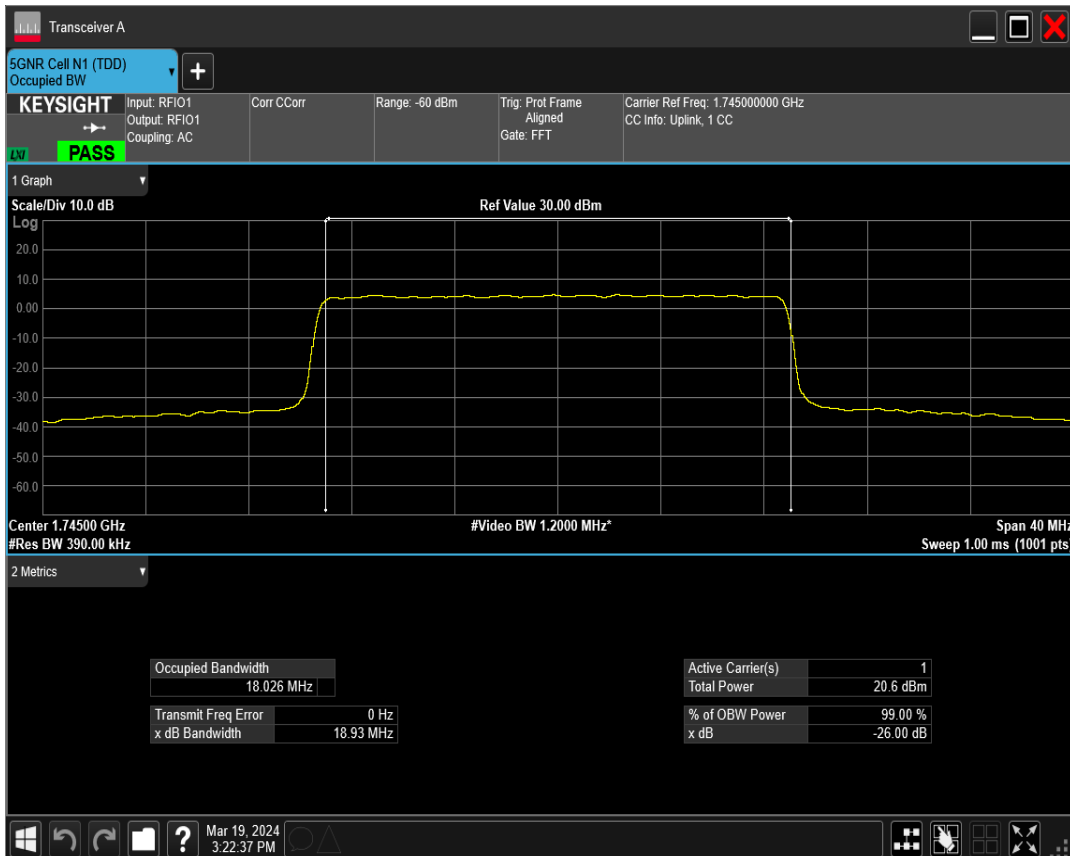 Transceiver A
5GNR Cell N1 (TDD)
Occupied BW
+
KEYSIGHT
LXI
PASS
Input: RFIO1
Output: RFIO1
Coupling: AC
Corr CCorr
Range: -60 dBm
Trig: Prot Frame
Aligned
Gate: FFT
Carrier Ref Freq: 1.745000000 GHz
CC Info: Uplink, 1 CC
1 Graph
Scale/Div 10.0 dB
Ref Value 30.00 dBm
Log
20.0
10.0
0.00
-10.0
-20.0
-30.0
-40.0
-50.0
-60.0
Center 1.74500 GHz
#Video BW 1.2000 MHz*
Span 40 MHz
#Res BW 390.00 kHz
Sweep 1.00 ms (1001 pts)
2 Metrics
Occupied Bandwidth
18.026 MHz
Transmit Freq Error 0 Hz
x dB Bandwidth 18.93 MHz
Active Carrier(s) 1
Total Power 20.6 dBm
% of OBW Power 99.00 %
x dB -26.00 dB
?
Mar 19, 2024
3:22:37 PM